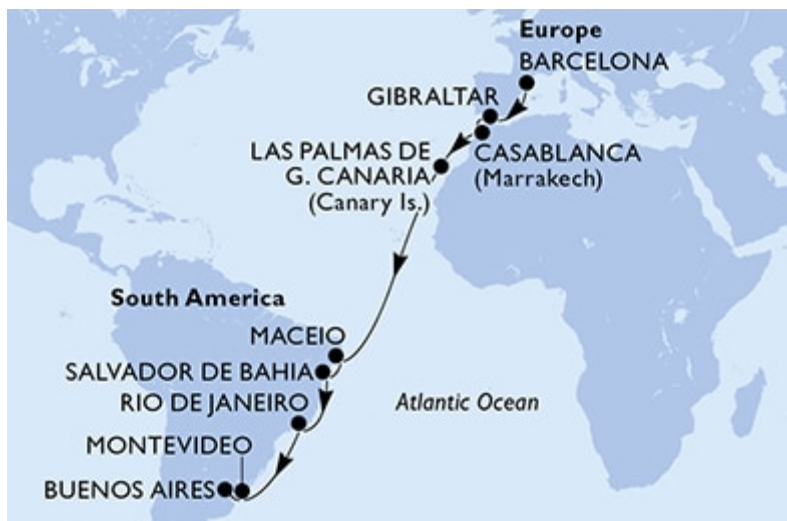 Europe
BARCELONA
GIBRALTAR
LAS PALMAS DE
G. CANARIA
(Canary Is.)
CASABLANCA
(Marrakech)
South America
MACEIO
SALVADOR DE BAHIA
RIO DE JANEIRO
Atlantic Ocean
MONTEVIDEO
BUENOS AIRES